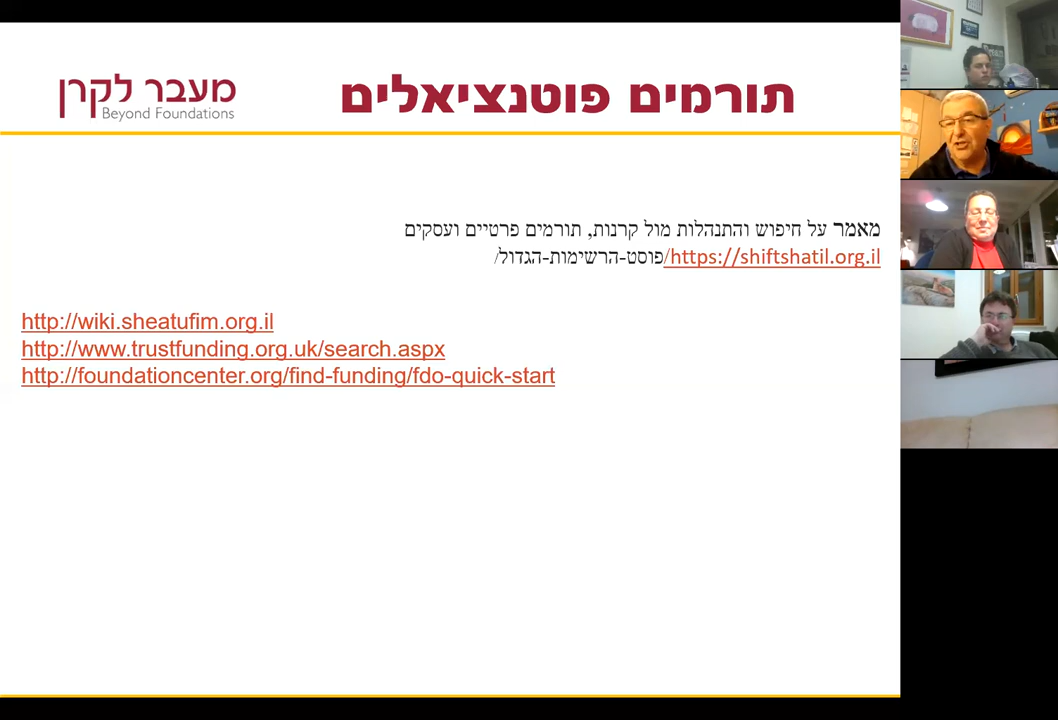 תורמים פוטנציאלים
מעבר לקרן
Beyond Foundations
מאמר על חיפוש והתנהלות מול קרנות, תורמים פרטיים ועסקים
https://shiftshatil.org.il/פוסט-הרשימות-הגדול/
http://wiki.sheatufim.org.il
http://www.trustfunding.org.uk/search.aspx
http://foundationcenter.org/find-funding/fdo-quick-start